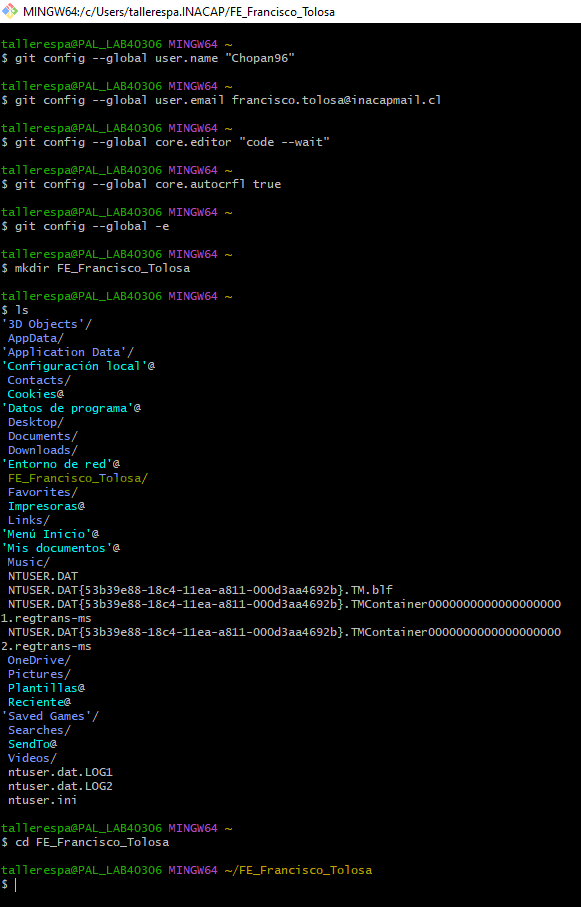 MINGW64:/c/Users/tallerespa.INACAP/FE_Francisco_Tolosa
tallerespa@PAL_LAB40306 MINGW64 ~
$ git config --global user.name "Chopan96"
tallerespa@PAL_LAB40306 MINGW64 ~
$ git config --global user.email francisco.tolosa@inacapmail.cl
tallerespa@PAL_LAB40306 MINGW64 ~
$ git config --global core.editor "code --wait"
tallerespa@PAL_LAB40306 MINGW64 ~
$ git config --global core.autocrfl true
tallerespa@PAL_LAB40306 MINGW64 ~
$ git config --global -e
tallerespa@PAL_LAB40306 MINGW64 ~
$ mkdir FE_Francisco_Tolosa
tallerespa@PAL_LAB40306 MINGW64 ~
$ ls
'3D Objects'/
AppData/
'Application Data'/
'Configuración local'@
Contacts/
Cookies@
'Datos de programa'@
Desktop/
Documents/
Downloads/
'Entorno de red'@
FE_Francisco_Tolosa/
Favorites/
Impresoras@
Links/
'Menú Inicio'@
'Mis documentos'@
Music/
NTUSER.DAT
NTUSER.DAT{53b39e88-18c4-11ea-a811-000d3aa4692b}.TM.blf
NTUSER.DAT{53b39e88-18c4-11ea-a811-000d3aa4692b}.TMContainer0000000000000000000
1.regtrans-ms
NTUSER.DAT{53b39e88-18c4-11ea-a811-000d3aa4692b}.TMContainer0000000000000000000
2.regtrans-ms
OneDrive/
Pictures/
Plantillas@
Reciente@
'Saved Games'/
Searches/
SendTo@
Videos/
ntuser.dat.LOG1
ntuser.dat.LOG2
ntuser.ini
tallerespa@PAL_LAB40306 MINGW64 ~
$ cd FE_Francisco_Tolosa
tallerespa@PAL_LAB40306 MINGW64 ~/FE_Francisco_Tolosa
$